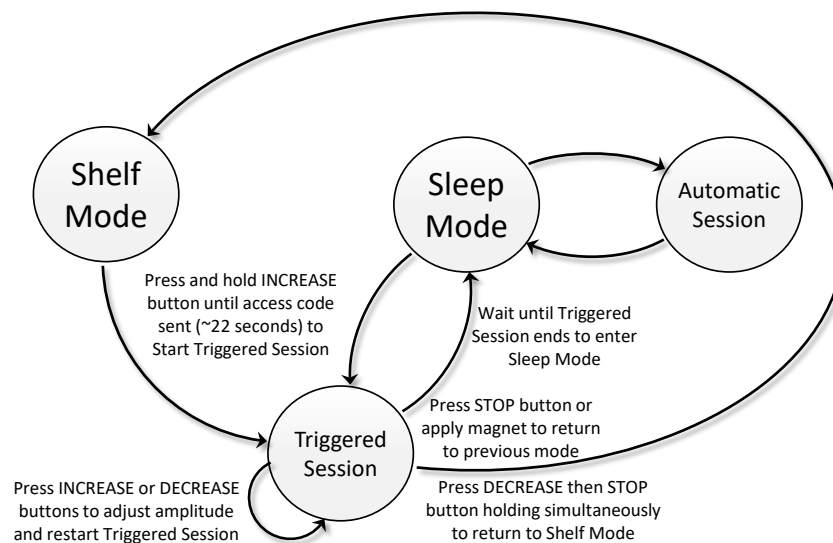 Shelf
Mode
Sleep
Mode
Automatic
Session
Press and hold INCREASE
button until access code
sent (~22 seconds) to
Start Triggered Session
Wait until Triggered
Session ends to enter
Sleep Mode
Triggered
Session
Press STOP button or
apply magnet to return
to previous mode
Press INCREASE or DECREASE
buttons to adjust amplitude
and restart Triggered Session
Press DECREASE then STOP
button holding simultaneously
to return to Shelf Mode